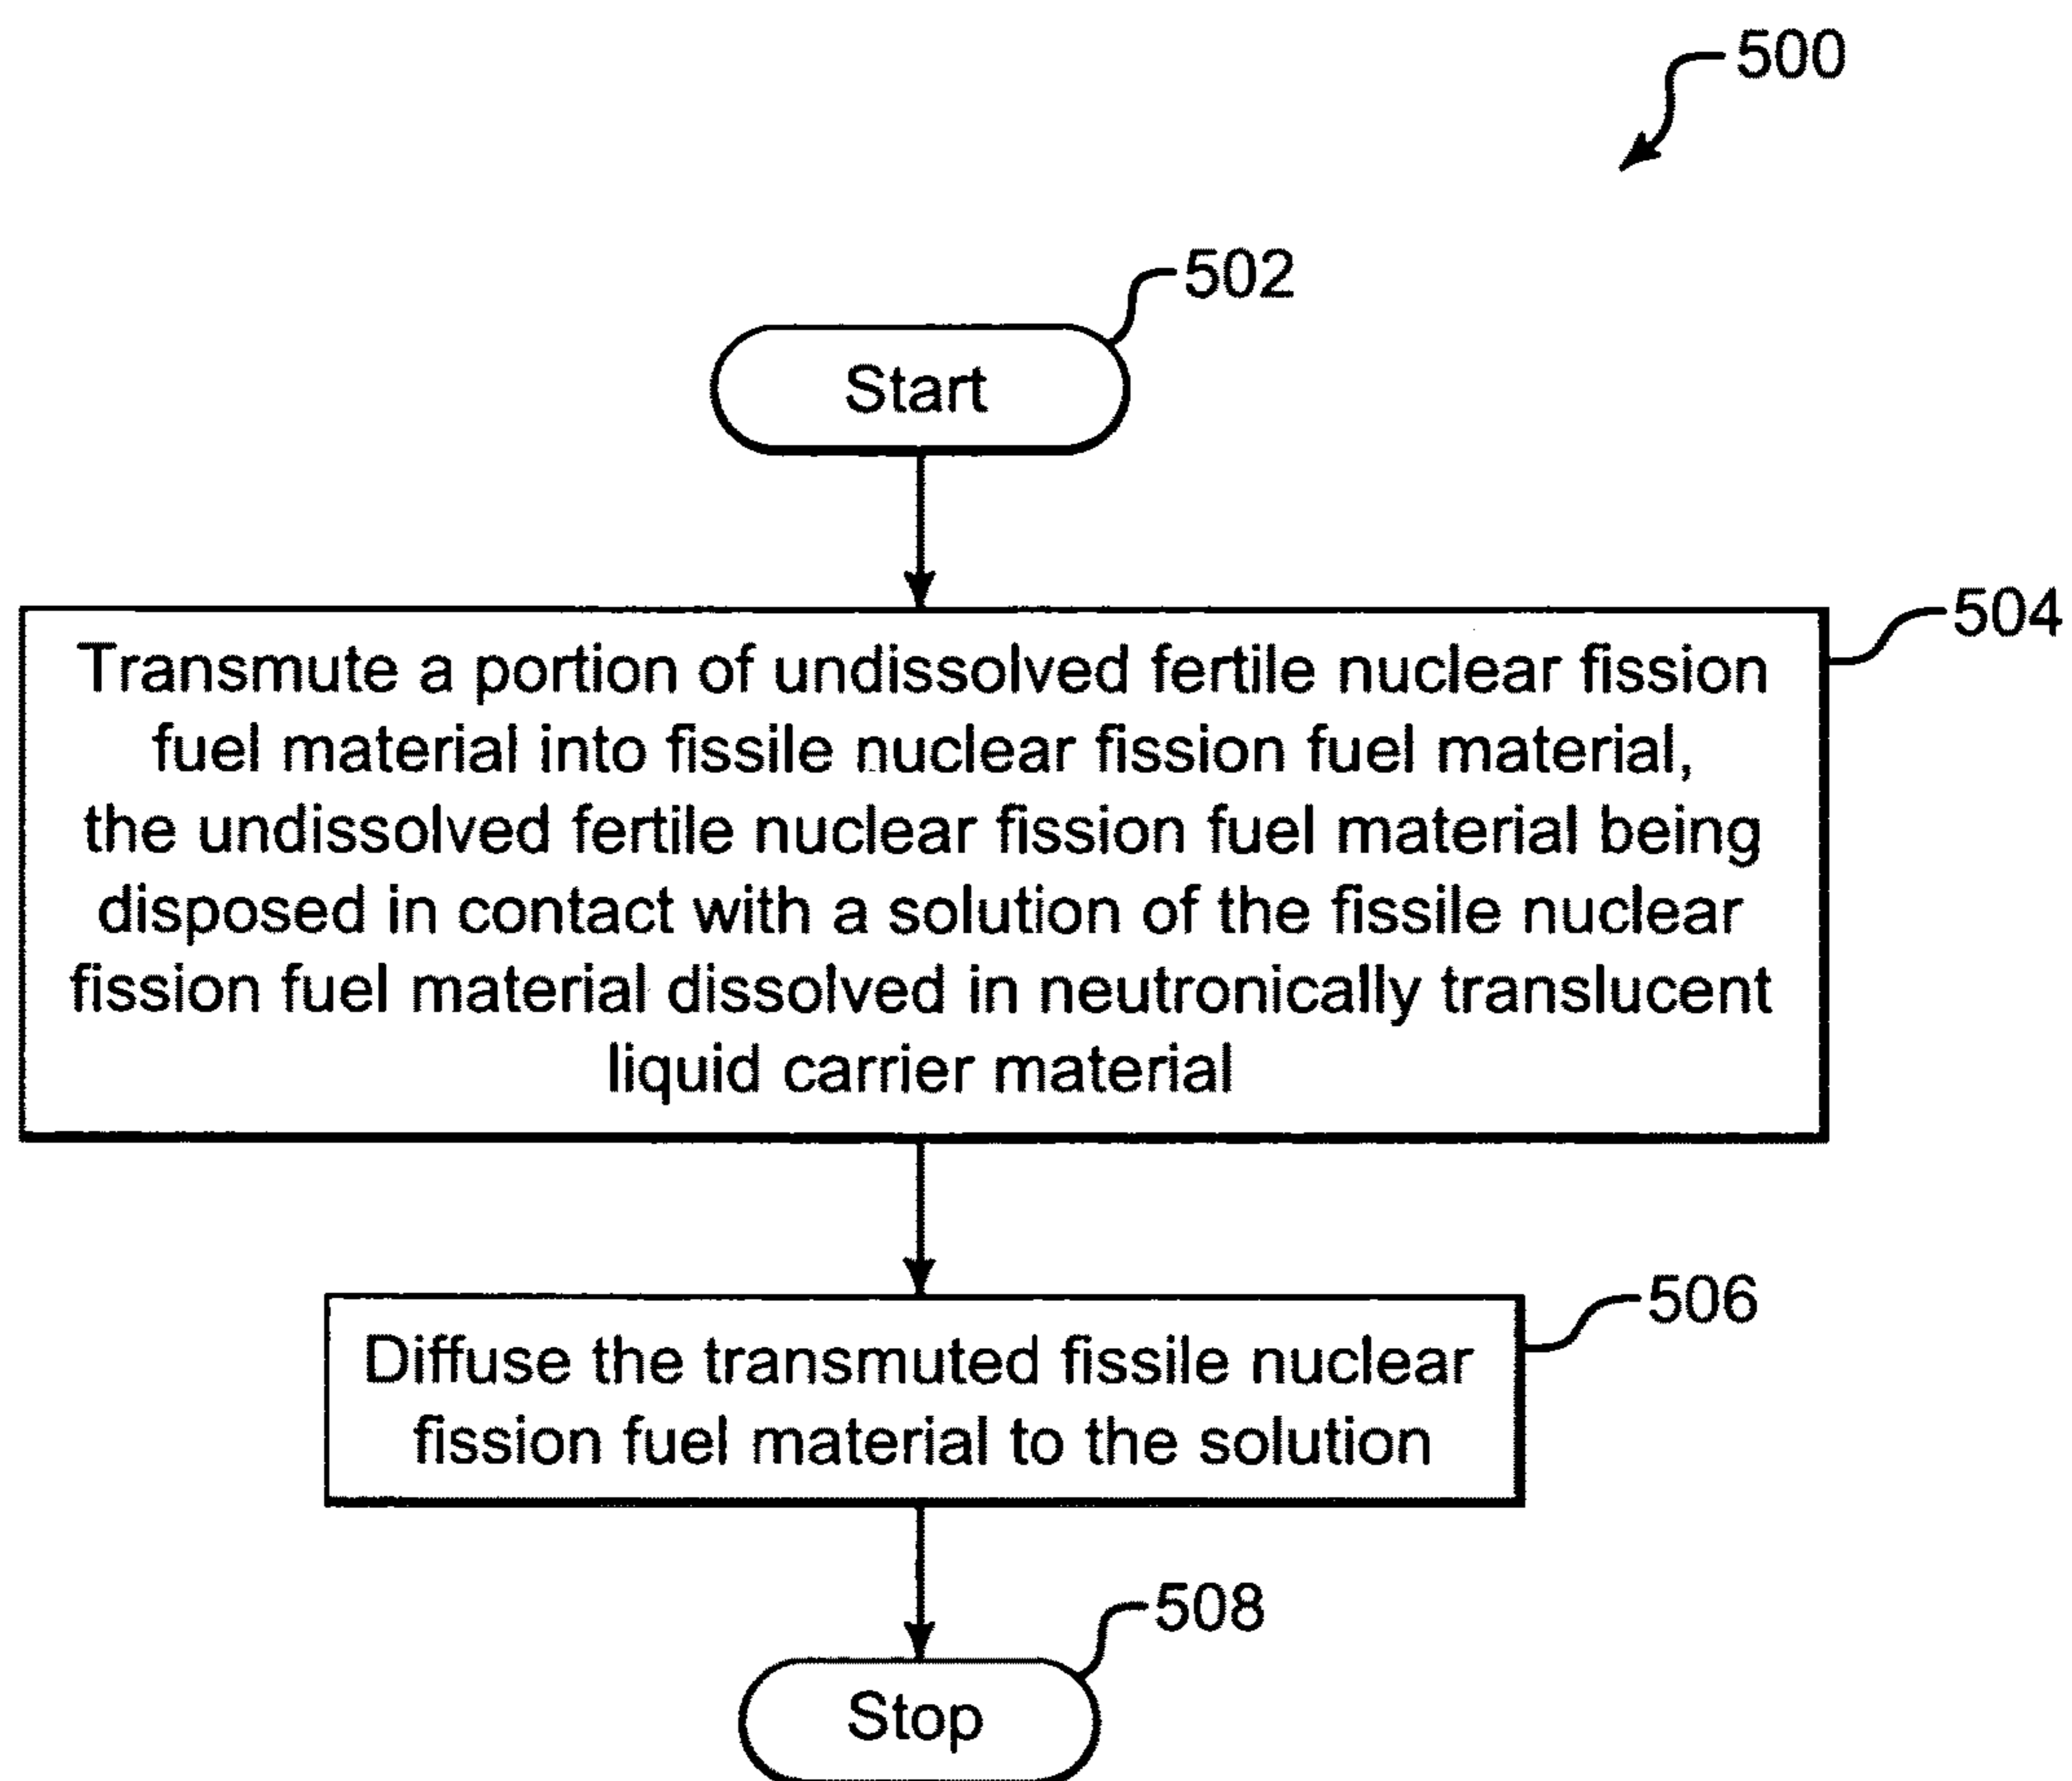 500
502
Start
504
Transmute a portion of undissolved fertile nuclear fission
fuel material into fissile nuclear fission fuel material,
the undissolved fertile nuclear fission fuel material being
disposed in contact with a solution of the fissile nuclear
fission fuel material dissolved in neutronically translucent
liquid carrier material
506
Diffuse the transmuted fissile nuclear
fission fuel material to the solution
508
Stop